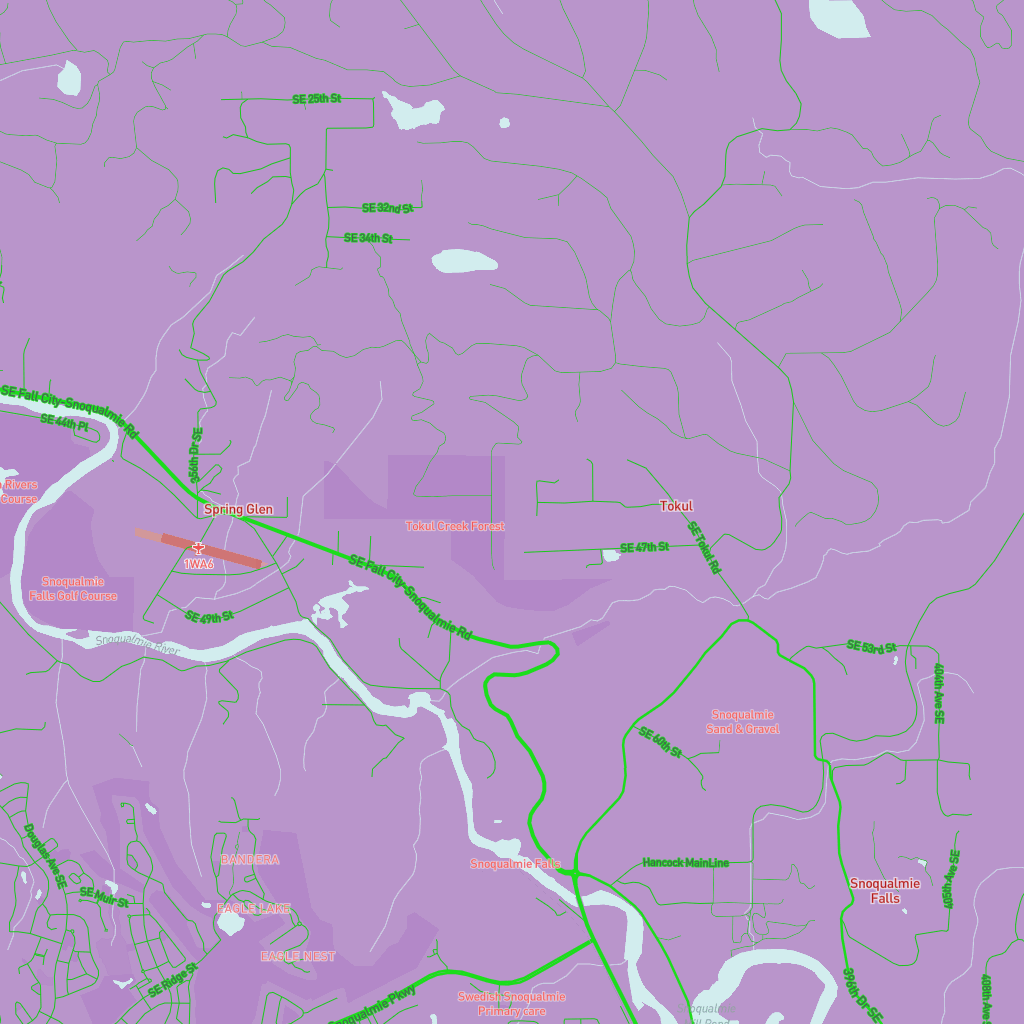 SE 25th St
SE 32nd St
SE 34th St
SE Fall City-Snoqualmie Rd
SE 44th Pl
356th Dr SE
Rivers
Course
Spring Glen
Tokul
Tokul Creek Forest
1WA6
SE 47th St
SE Tokul Rd
SE Fall City-Snoqualmie Rd
Snoqualmie
Falls Golf Course
SE 49th St
Snoqualmie River
SE 53rd St
404th Ave SE
Snoqualmie
Sand & Gravel
SE 60th St
Douglas Ave SE
BANDERA
Snoqualmie Falls
Hancock MainLine
SE Muir St
EAGLE LAKE
Snoqualmie
Falls
405th Ave SE
EAGLE NEST
SE Ridge St
Snoqualmie Pkwy
Swedish Snoqualmie
Primary care
396th Dr SE
408th Ave S
Snoqualmie